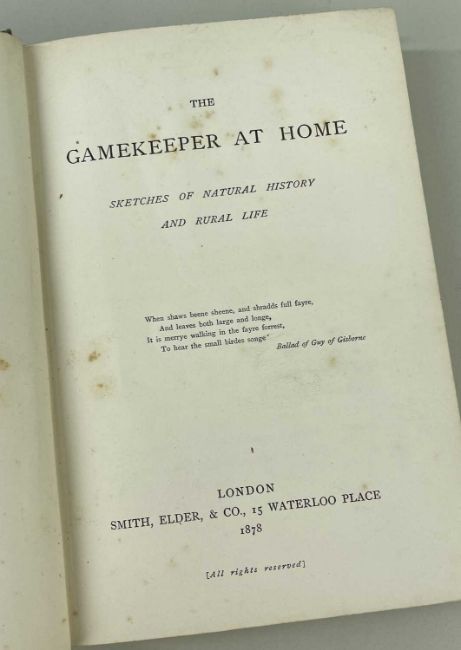 THE
GAMEKEEPER AT HOME
SKETCHES OF NATURAL HISTORY
AND RURAL LIFE
When shaws beene sheene, and shradds full fayre,
And leaves both large and longe,
It is merrye walking in the fayre forrest,
To hear the small birdes songe
Ballad of Guy of Gisborne
LONDON
SMITH, ELDER, & CO., 15 WATERLOO PLACE
1878
[All rights reserved]